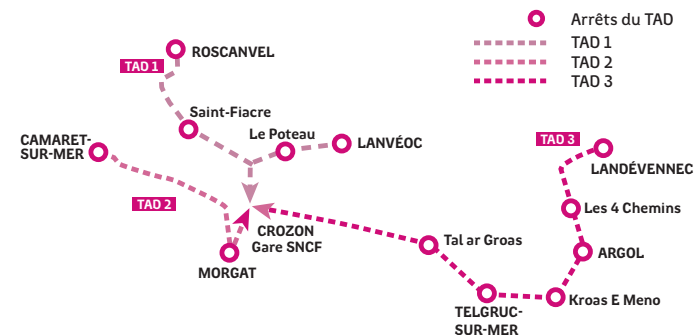 Arrêts du TAD
TAD 1
TAD 2
TAD 3
ROSCANVEL
TAD 1
Saint-Fiacre
Le Poteau
LANVÉOC
CAMARET-
SUR-MER
TAD 2
CROZON
Gare SNCF
MORGAT
TAD 3
LANDÉVENNEC
Les 4 Chemins
ARGOL
Tal ar Groas
Kroas E Meno
TELGRUC-
SUR-MER